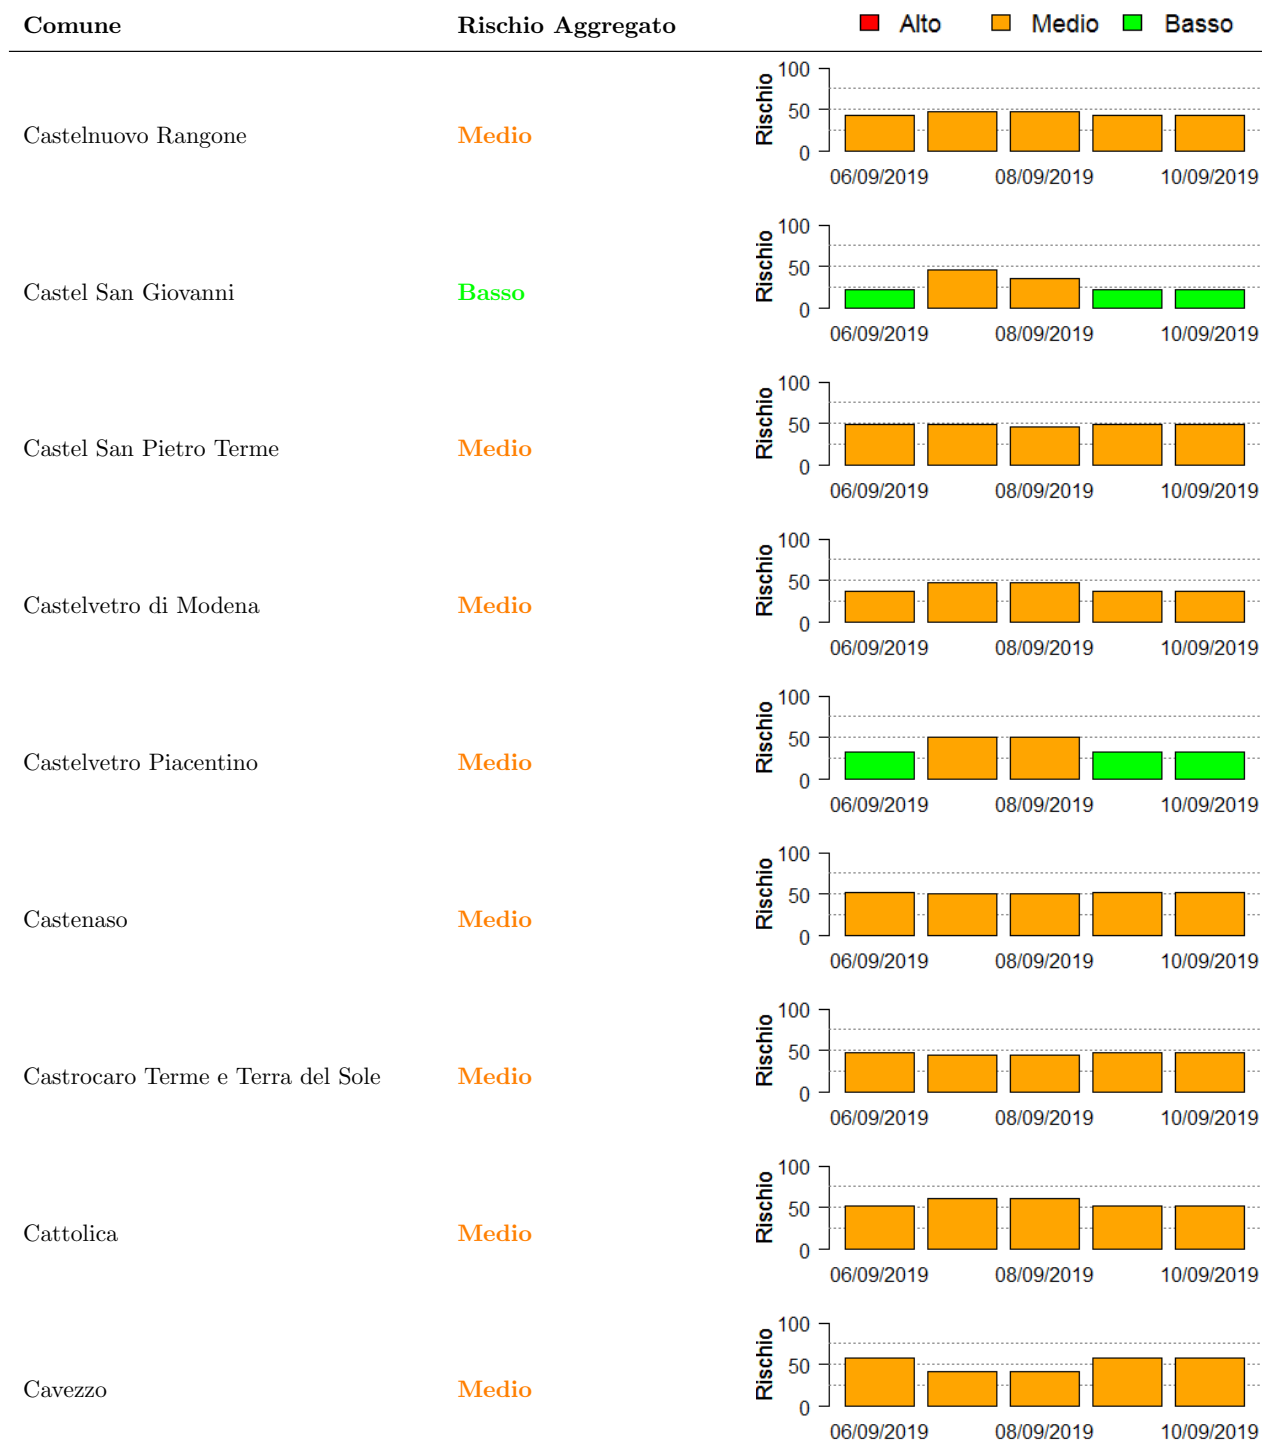 Comune Rischio Aggregato Alto Medio Basso
100
50
0
Rischio
Castelnuovo Rangone Medio
06/09/2019 08/09/2019 10/09/2019
100
50
0
Rischio
Castel San Giovanni Basso
06/09/2019 08/09/2019 10/09/2019
100
50
0
Rischio
Castel San Pietro Terme Medio
06/09/2019 08/09/2019 10/09/2019
100
50
0
Rischio
Castelvetro di Modena Medio
06/09/2019 08/09/2019 10/09/2019
100
50
0
Rischio
Castelvetro Piacentino Medio
06/09/2019 08/09/2019 10/09/2019
100
50
0
Rischio
Castenaso Medio
06/09/2019 08/09/2019 10/09/2019
100
50
0
Rischio
Castrocaro Terme e Terra del Sole Medio
06/09/2019 08/09/2019 10/09/2019
100
50
0
Rischio
Cattolica Medio
06/09/2019 08/09/2019 10/09/2019
100
50
0
Rischio
Cavezzo Medio
06/09/2019 08/09/2019 10/09/2019